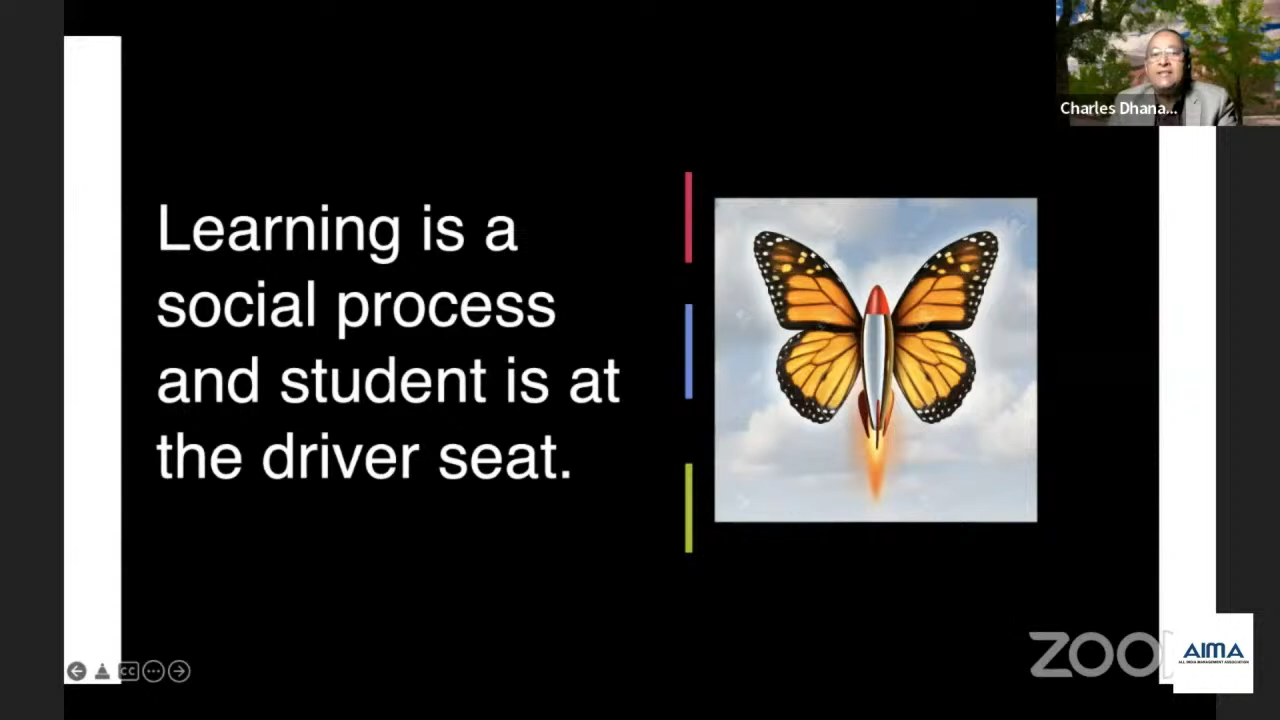 Charles Dhana...
Learning is a
social process
and student is at
the driver seat.
CC
ZOO
AIMA
ALL INDIA MANAGEMENT ASSOCIATION